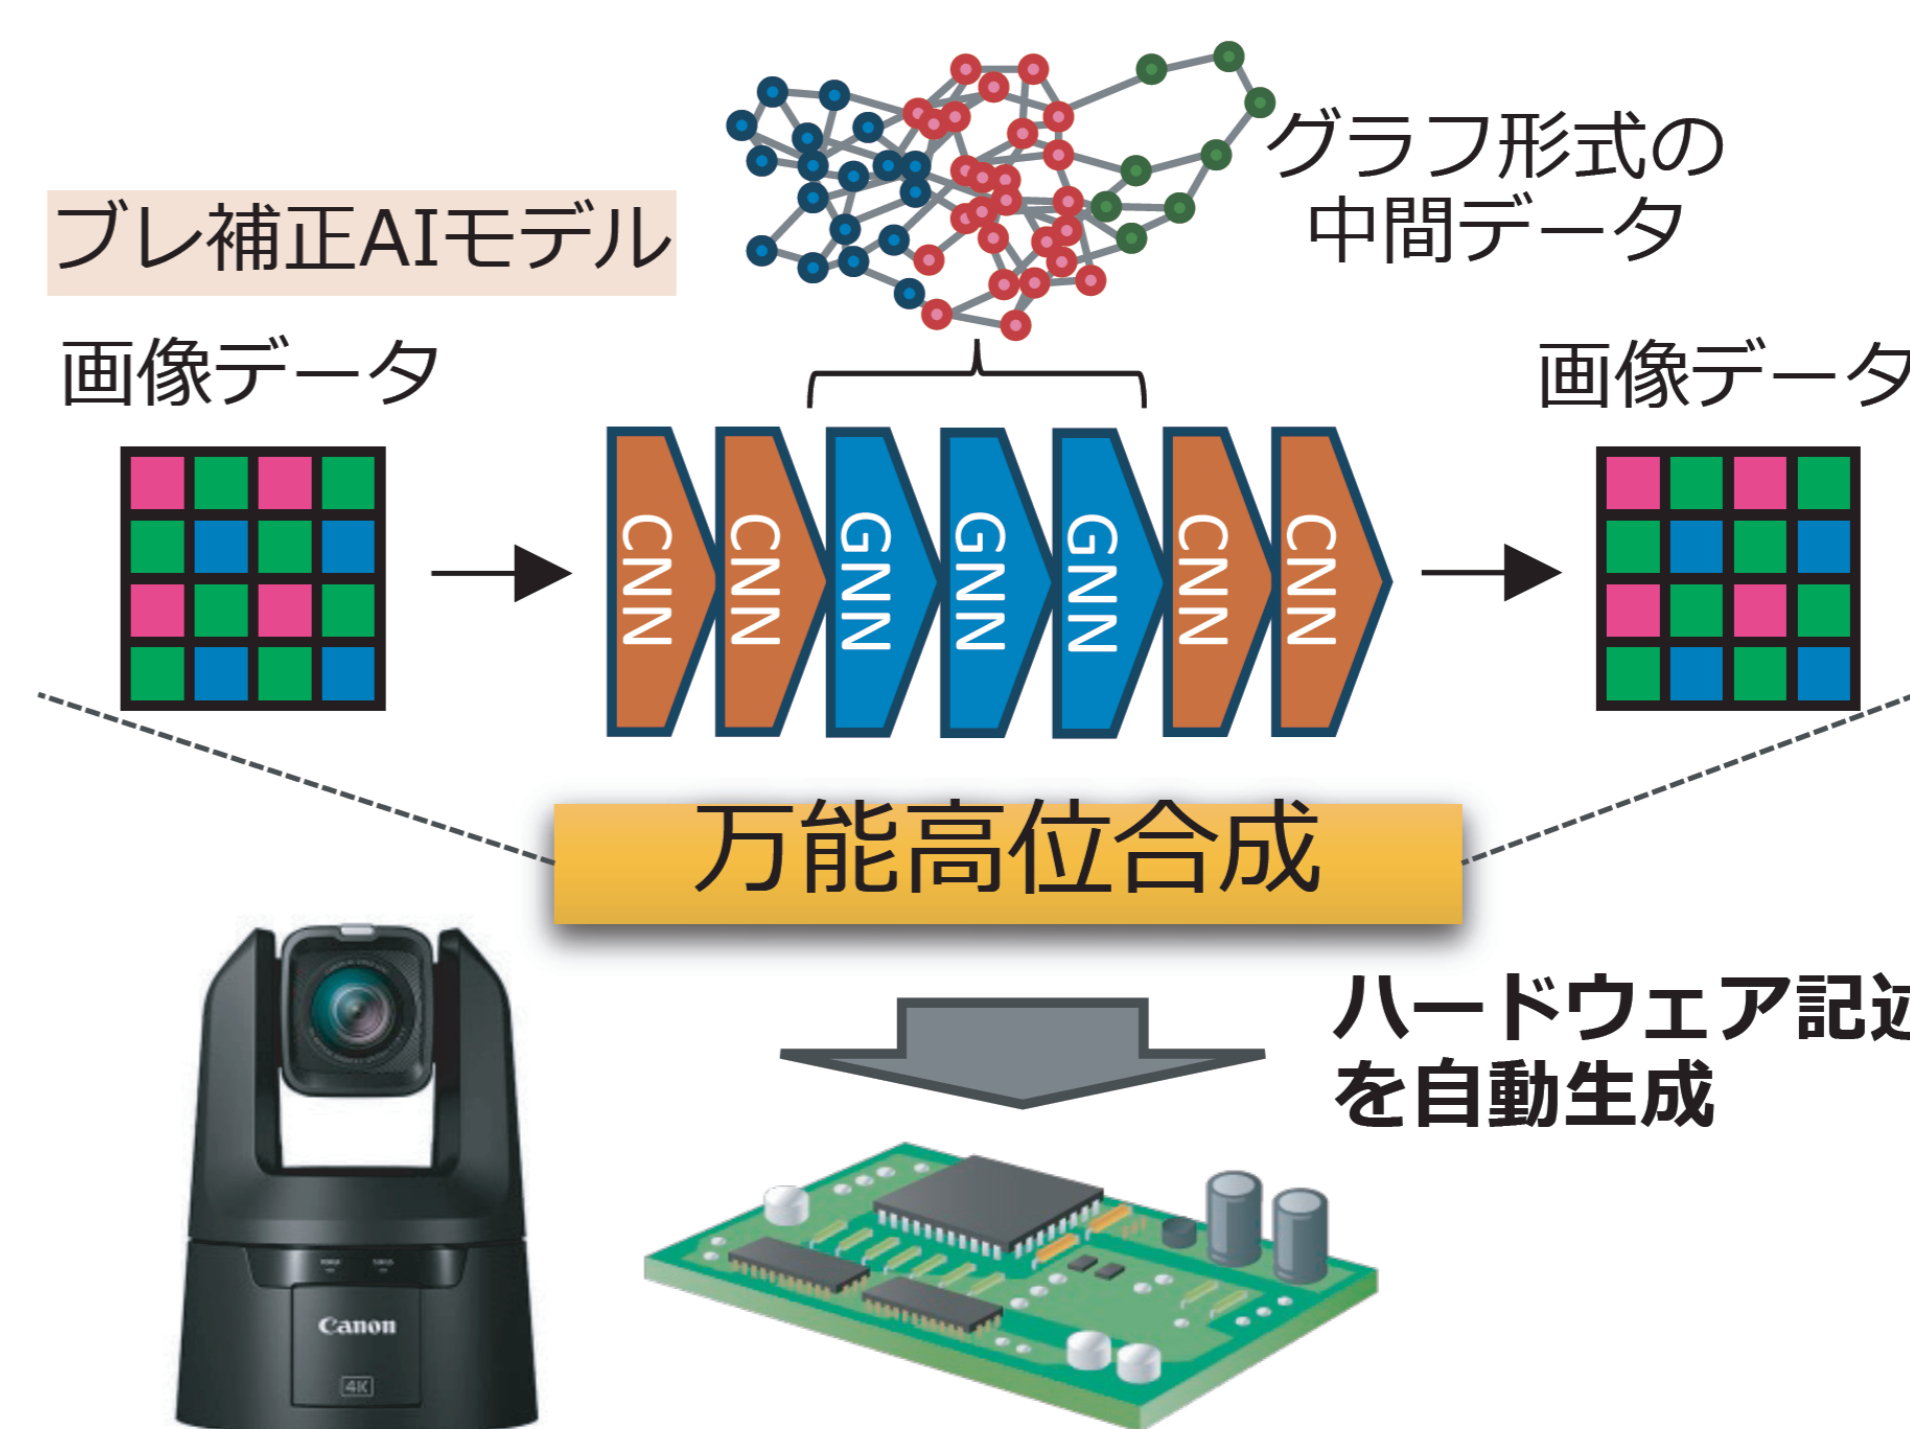 グラフ形式の
中間データ
ブレ補正AIモデル
画像データ
画像データ
CNN
CNN
GNN
GNN
GNN
CNN
CNN
万能高位合成
ハードウェア記述
を自動生成
Canon
4K